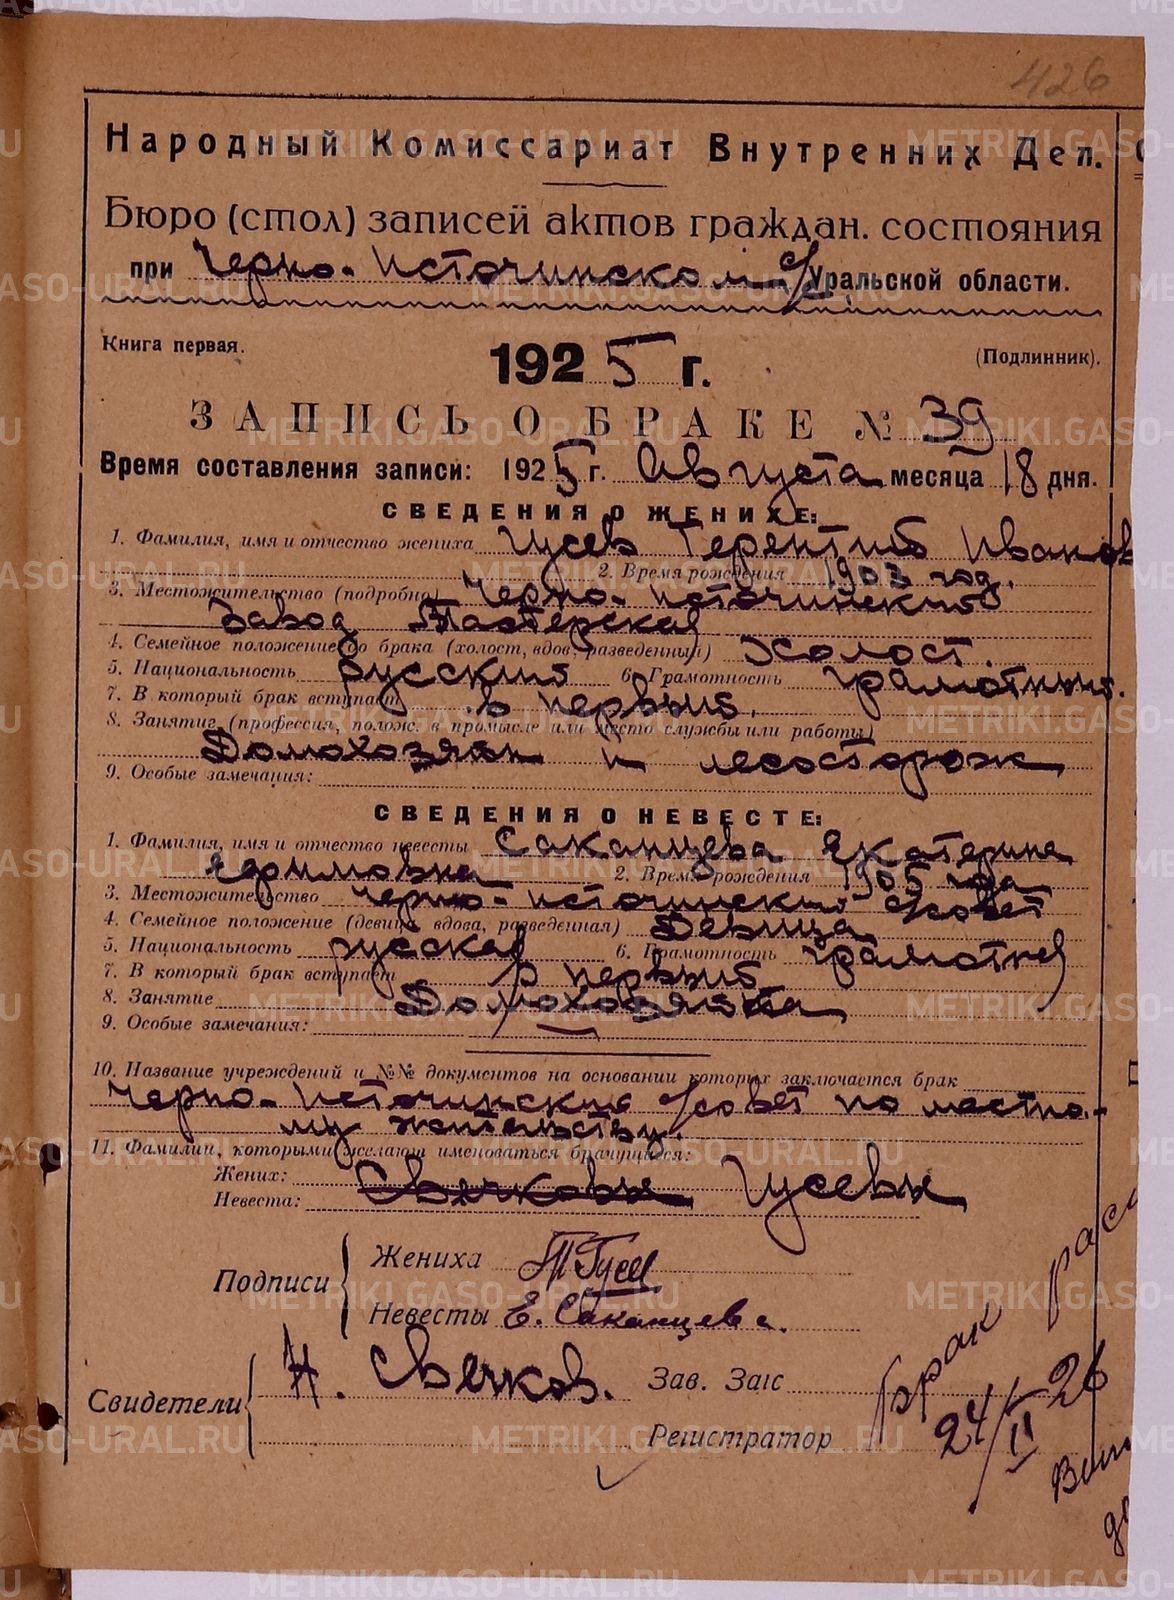 426
Народный Комиссариат Внутренних Дел.
Бюро (стол) записей актов граждан. состояния
при Черно-Источинском с/ Уральской области.
Книга первая.
1925 г.
(Подлинник).
ЗАПИСЬ О БРАКЕ № 39
Время составления записи: 1925 г. Августа месяца 18 дня.
СВЕДЕНИЯ О ЖЕНИХЕ:
1. Фамилия, имя и отчество жениха Гусев Терентий Иванов
2. Время рождения 1903 год.
3. Местожительство (подробно) Черно-источинский
завод
4. Семейное положение до брака (холост, вдов, разведенный) Холост.
5. Национальность русский 6. Грамотность грамотный.
7. В который брак вступает в первый.
8. Занятие (профессия, полож. в промысле или место службы или работы)
Домохозяин и лесосторож
9. Особые замечания:
СВЕДЕНИЯ О НЕВЕСТЕ:
1. Фамилия, имя и отчество невесты Саканцева Екатерина
2. Время рождения 1905 года
3. Местожительство Черно-источинский с/совет
4. Семейное положение (девица, вдова, разведенная) Девица
5. Национальность русская 6. Грамотность грамотная
7. В который брак вступает в первый
8. Занятие Домохозяйка
9. Особые замечания: —
10. Название учреждений и №№ документов на основании которых заключается брак
Черно-Источинский с/совет по местно-
му жительству.
11. Фамилии, которыми желают именоваться брачущиеся:
Жених:
Невеста: Свечковы Гусевы
Подписи
Жениха Т Гусев
Невесты Е. Саканцева.
Свидетели
Н. Свечков.
Зав. Загс
Регистратор
брак рас
24/II 26